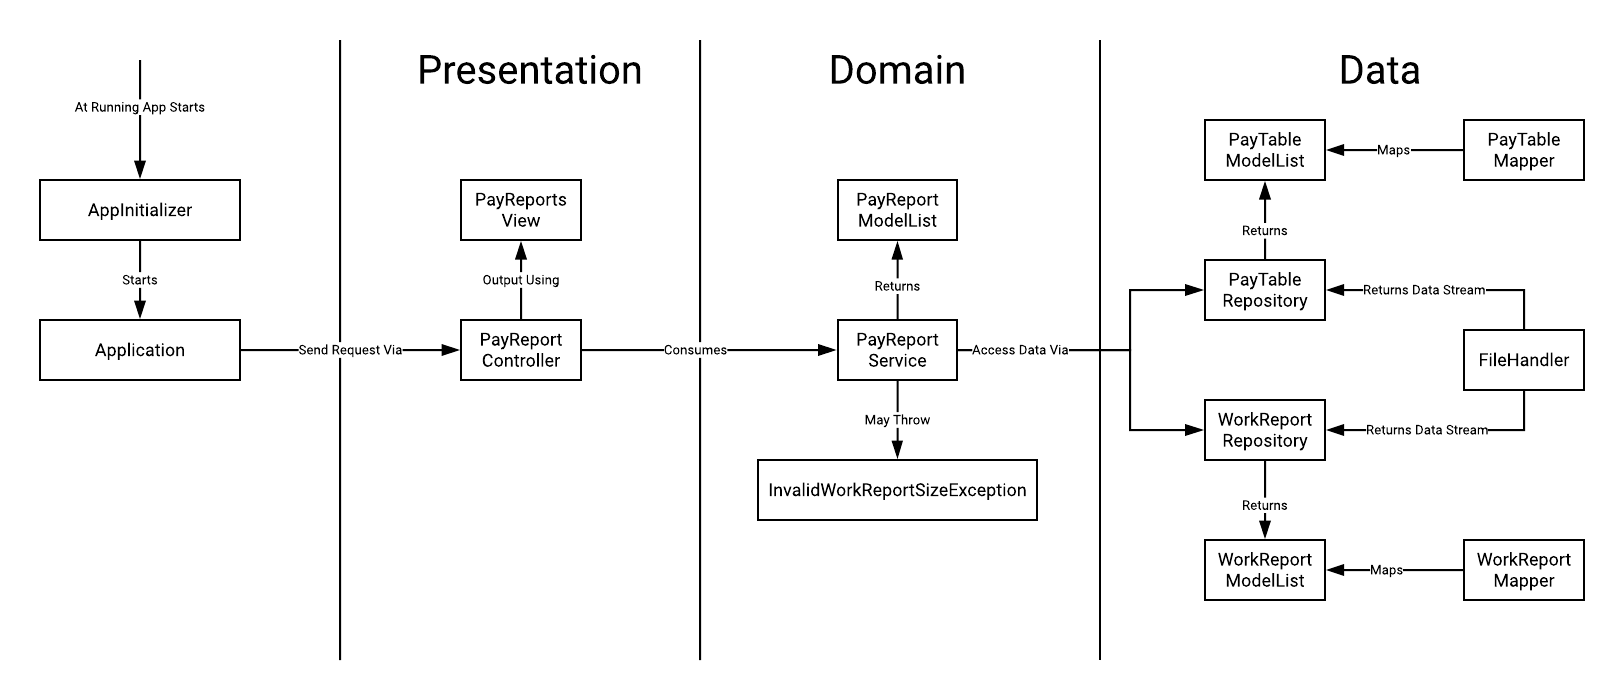 Presentation
Domain
Data
At Running App Starts
AppInitializer
Starts
Application
Send Request Via
PayReports
View
Output Using
PayReport
Controller
Consumes
PayReport
ModelList
Returns
PayReport
Service
Access Data Via
May Throw
InvalidWorkReportSizeException
PayTable
ModelList
Maps
PayTable
Mapper
Returns
PayTable
Repository
Returns Data Stream
FileHandler
WorkReport
Repository
Returns Data Stream
Returns
WorkReport
ModelList
Maps
WorkReport
Mapper